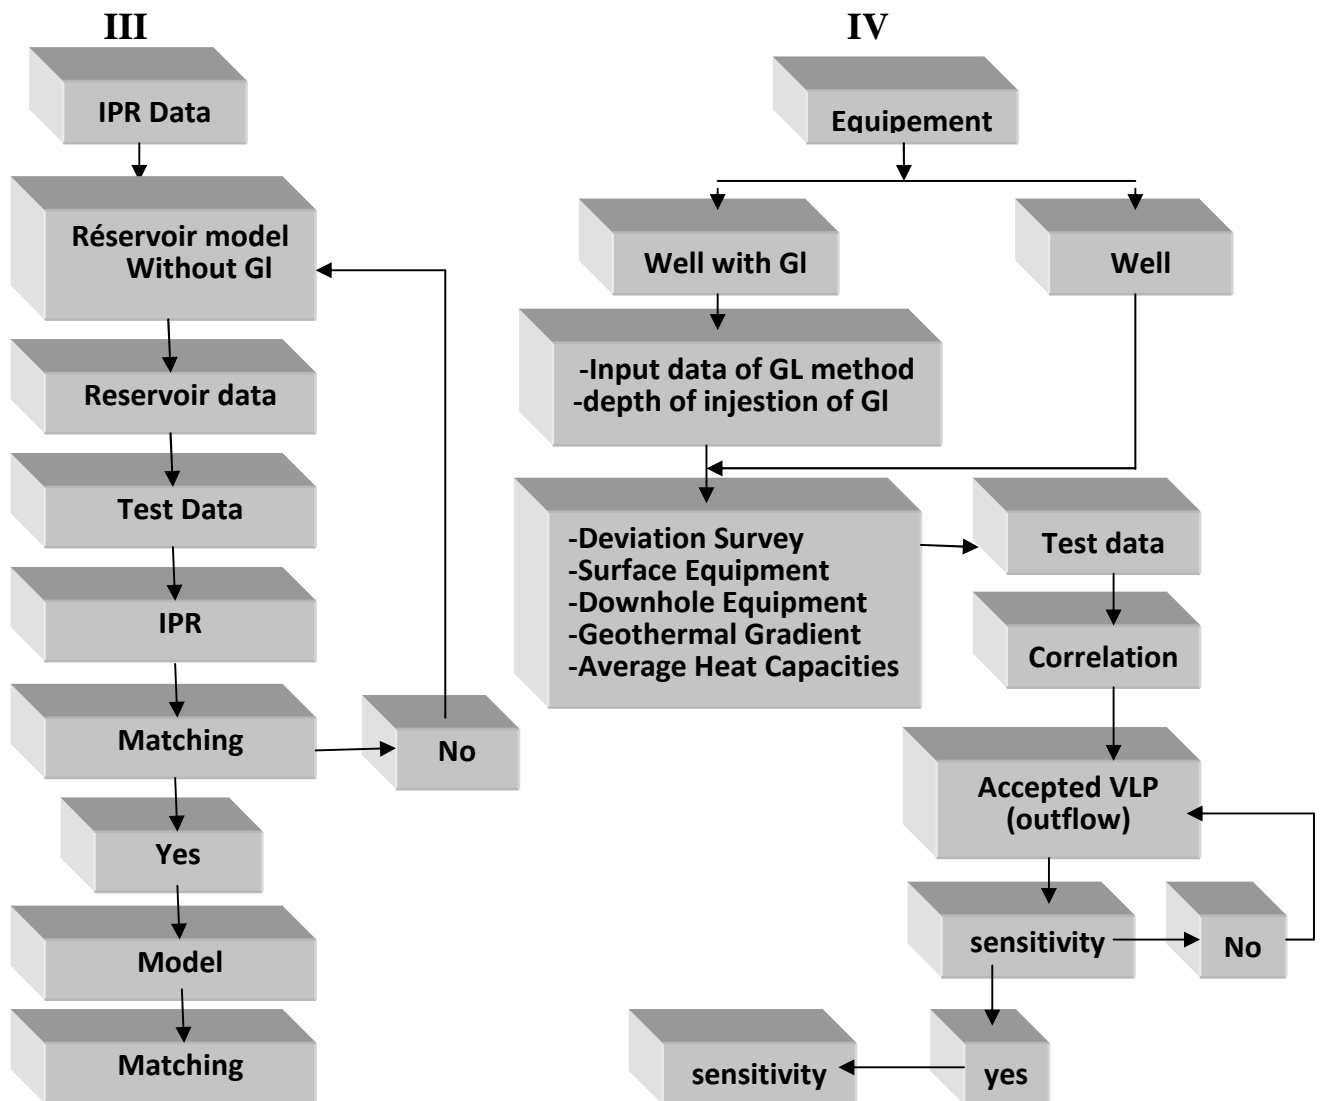 III
IPR Data
Réservoir model
Without Gl
Reservoir data
Test Data
IPR
Matching
No
Yes
Model
Matching
IV
Equipement
Well with Gl
Well
-Input data of GL method
-depth of injestion of Gl
-Deviation Survey
-Surface Equipment
-Downhole Equipment
-Geothermal Gradient
-Average Heat Capacities
Test data
Correlation
Accepted VLP
(outflow)
sensitivity
No
yes
sensitivity